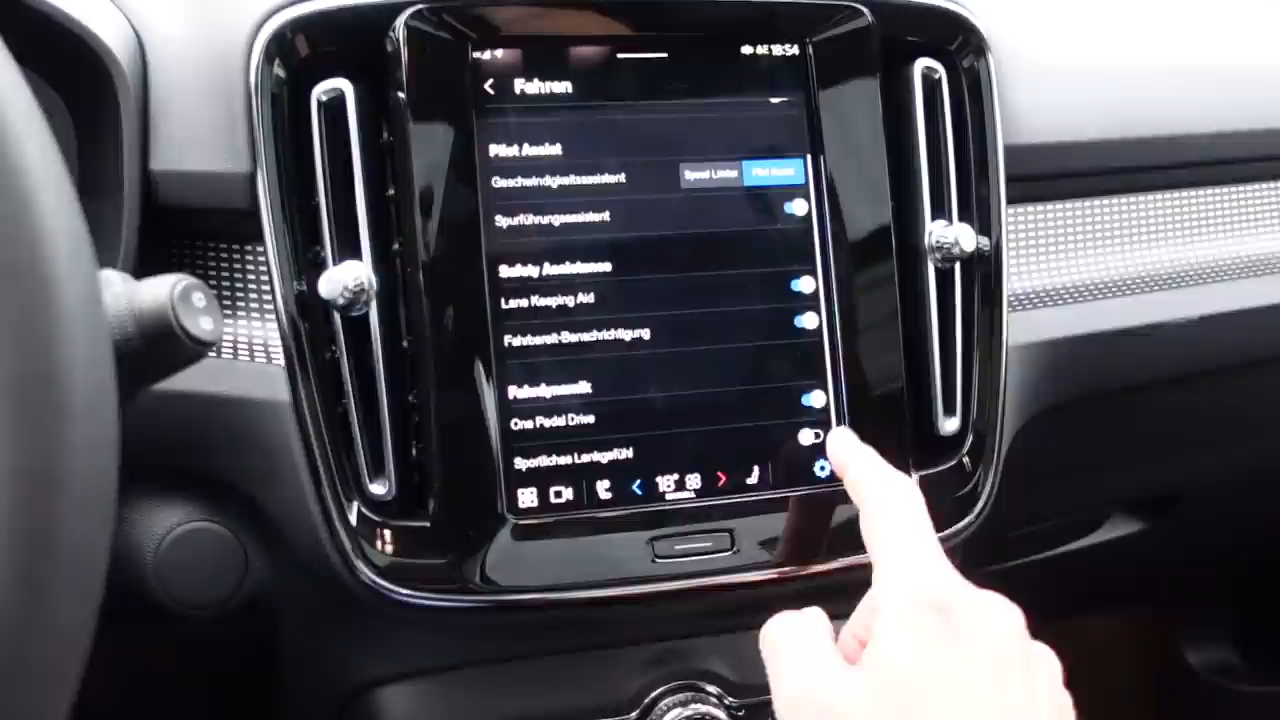 18:54
Fahren
Pilot Assist
Geschwindigkeitsassistent
Speed Limiter
Pilot Assist
Spurführungsassistent
Safety Assistance
Lane Keeping Aid
Fahrbereit-Benachrichtigung
Fahrdynamik
One Pedal Drive
Sportliches Lenkgefühl
18°